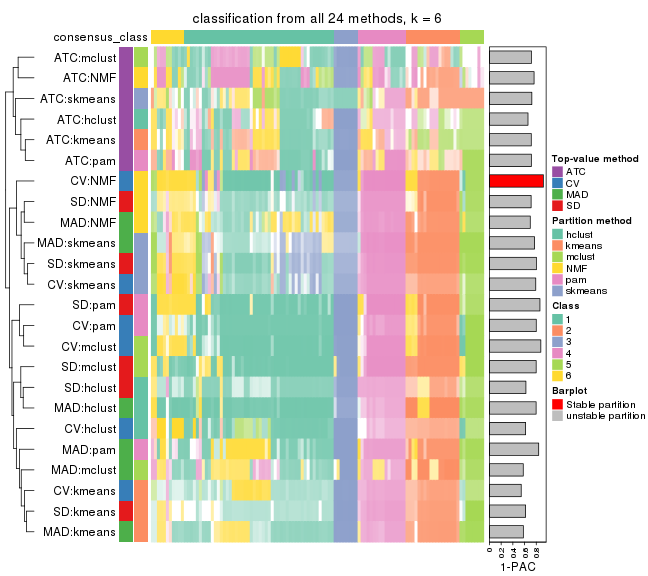 classification from all 24 methods, k = 6
consensus_class
ATC:mclust
ATC:NMF
ATC:skmeans
ATC:hclust
ATC:kmeans
ATC:pam
CV:NMF
SD:NMF
MAD:NMF
MAD:skmeans
SD:skmeans
CV:skmeans
SD:pam
CV:pam
CV:mclust
SD:mclust
SD:hclust
MAD:hclust
CV:hclust
MAD:pam
MAD:mclust
CV:kmeans
SD:kmeans
MAD:kmeans
0 0.2 0.4 0.6 0.8
1-PAC
Top-value method
ATC
CV
MAD
SD
Partition method
hclust
kmeans
mclust
NMF
pam
skmeans
Class
1
2
3
4
5
6
Barplot
Stable partition
unstable partition